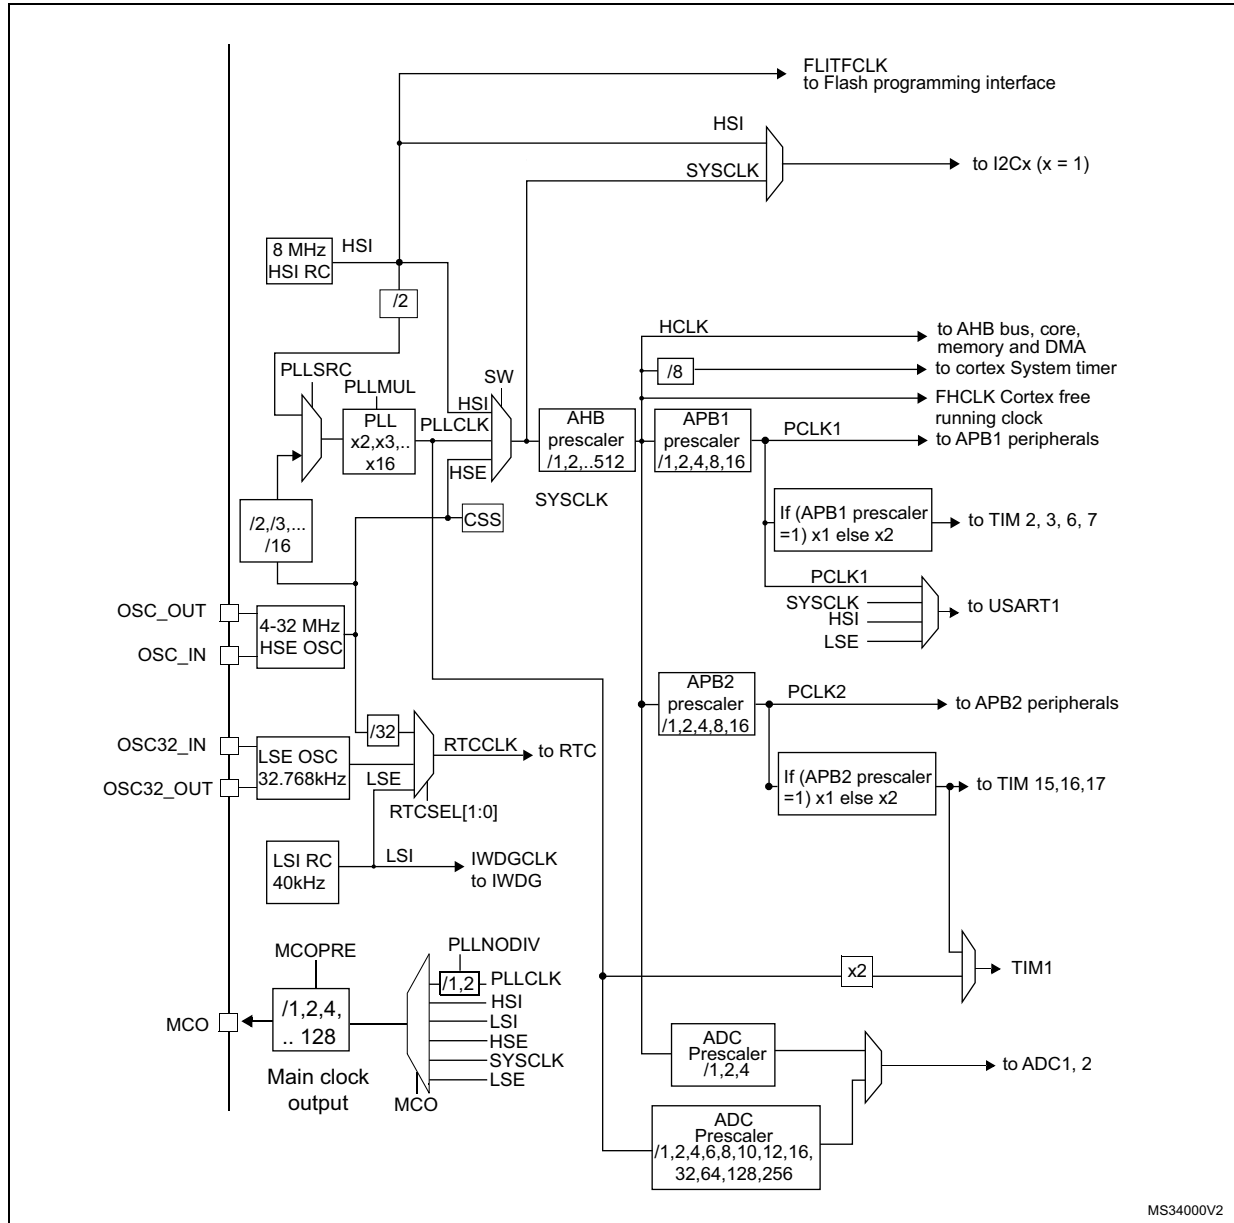 FLITFCLK
to Flash programming interface
HSI
SYSCLK
to I2Cx (x = 1)
8 MHz
HSI RC
HSI
/2
HCLK
to AHB bus, core,
memory and DMA
/8
to cortex System timer
FHCLK Cortex free
running clock
PLLSRC
PLLMUL
PLL
x2,x3,..
x16
PLLCLK
SW
HSI
HSE
AHB
prescaler
/1,2,..512
SYSCLK
APB1
prescaler
/1,2,4,8,16
PCLK1
to APB1 peripherals
/2,/3,...
/16
CSS
If (APB1 prescaler
=1) x1 else x2
to TIM 2, 3, 6, 7
PCLK1
SYSCLK
HSI
LSE
to USART1
OSC_OUT
OSC_IN
4-32 MHz
HSE OSC
APB2
prescaler
/1,2,4,8,16
PCLK2
to APB2 peripherals
/32
OSC32_IN
OSC32_OUT
LSE OSC
32.768kHz
LSE
RTCCLK
to RTC
RTCSEL[1:0]
If (APB2 prescaler
=1) x1 else x2
to TIM 15,16,17
LSI RC
40kHz
LSI
IWDGCLK
to IWDG
x2
TIM1
MCOPRE
PLLNODIV
/1,2
PLLCLK
HSI
LSI
HSE
SYSCLK
LSE
MCO
/1,2,4,
.. 128
MCO
Main clock
output
ADC
Prescaler
/1,2,4
to ADC1, 2
ADC
Prescaler
/1,2,4,6,8,10,12,16,
32,64,128,256
MS34000V2